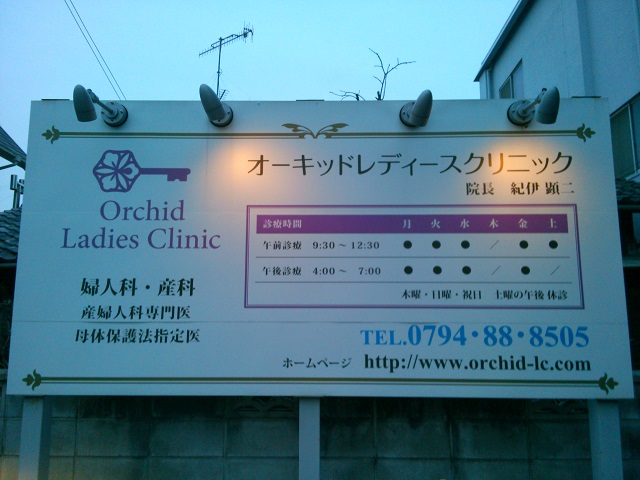 Orchid
Ladies Clinic
婦人科・産科
産婦人科専門医
母体保護法指定医
オーキッドレディースクリニック
院長 紀伊 顕二
診療時間 月 火 水 木 金 土
午前診療 9:30～12:30 ● ● ● ／ ● ●
午後診療 4:00～ 7:00 ● ● ● ／ ● ／
木曜・日曜・祝日 土曜の午後 休診
TEL.0794・88・8505
ホームページ http://www.orchid-lc.com